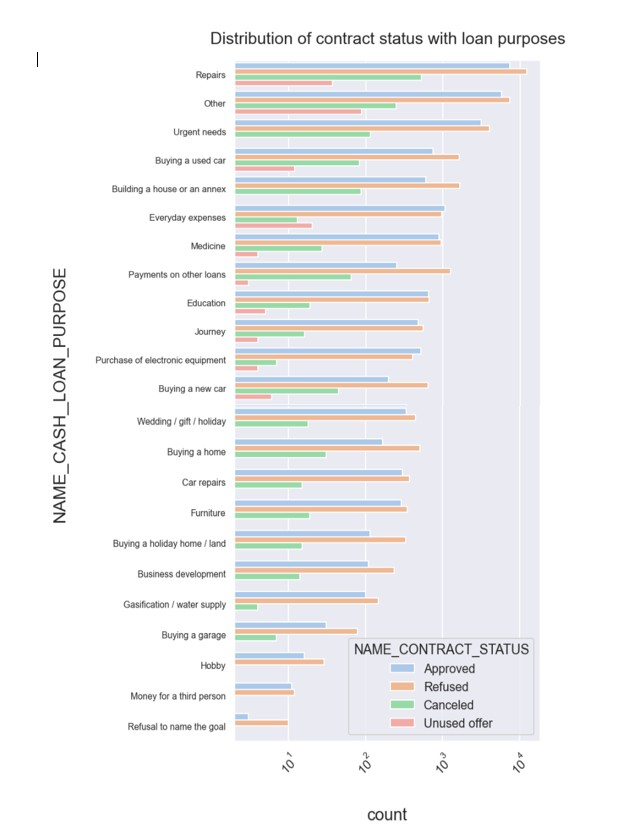 Distribution of contract status with loan purposes
NAME_CASH_LOAN_PURPOSE
Repairs
Other
Urgent needs
Buying a used car
Building a house or an annex
Everyday expenses
Medicine
Payments on other loans
Education
Journey
Purchase of electronic equipment
Buying a new car
Wedding / gift / holiday
Buying a home
Car repairs
Furniture
Buying a holiday home / land
Business development
Gasification / water supply
Buying a garage
Hobby
Money for a third person
Refusal to name the goal
NAME_CONTRACT_STATUS
Approved
Refused
Canceled
Unused offer
10¹ 10² 10³ 10⁴
count